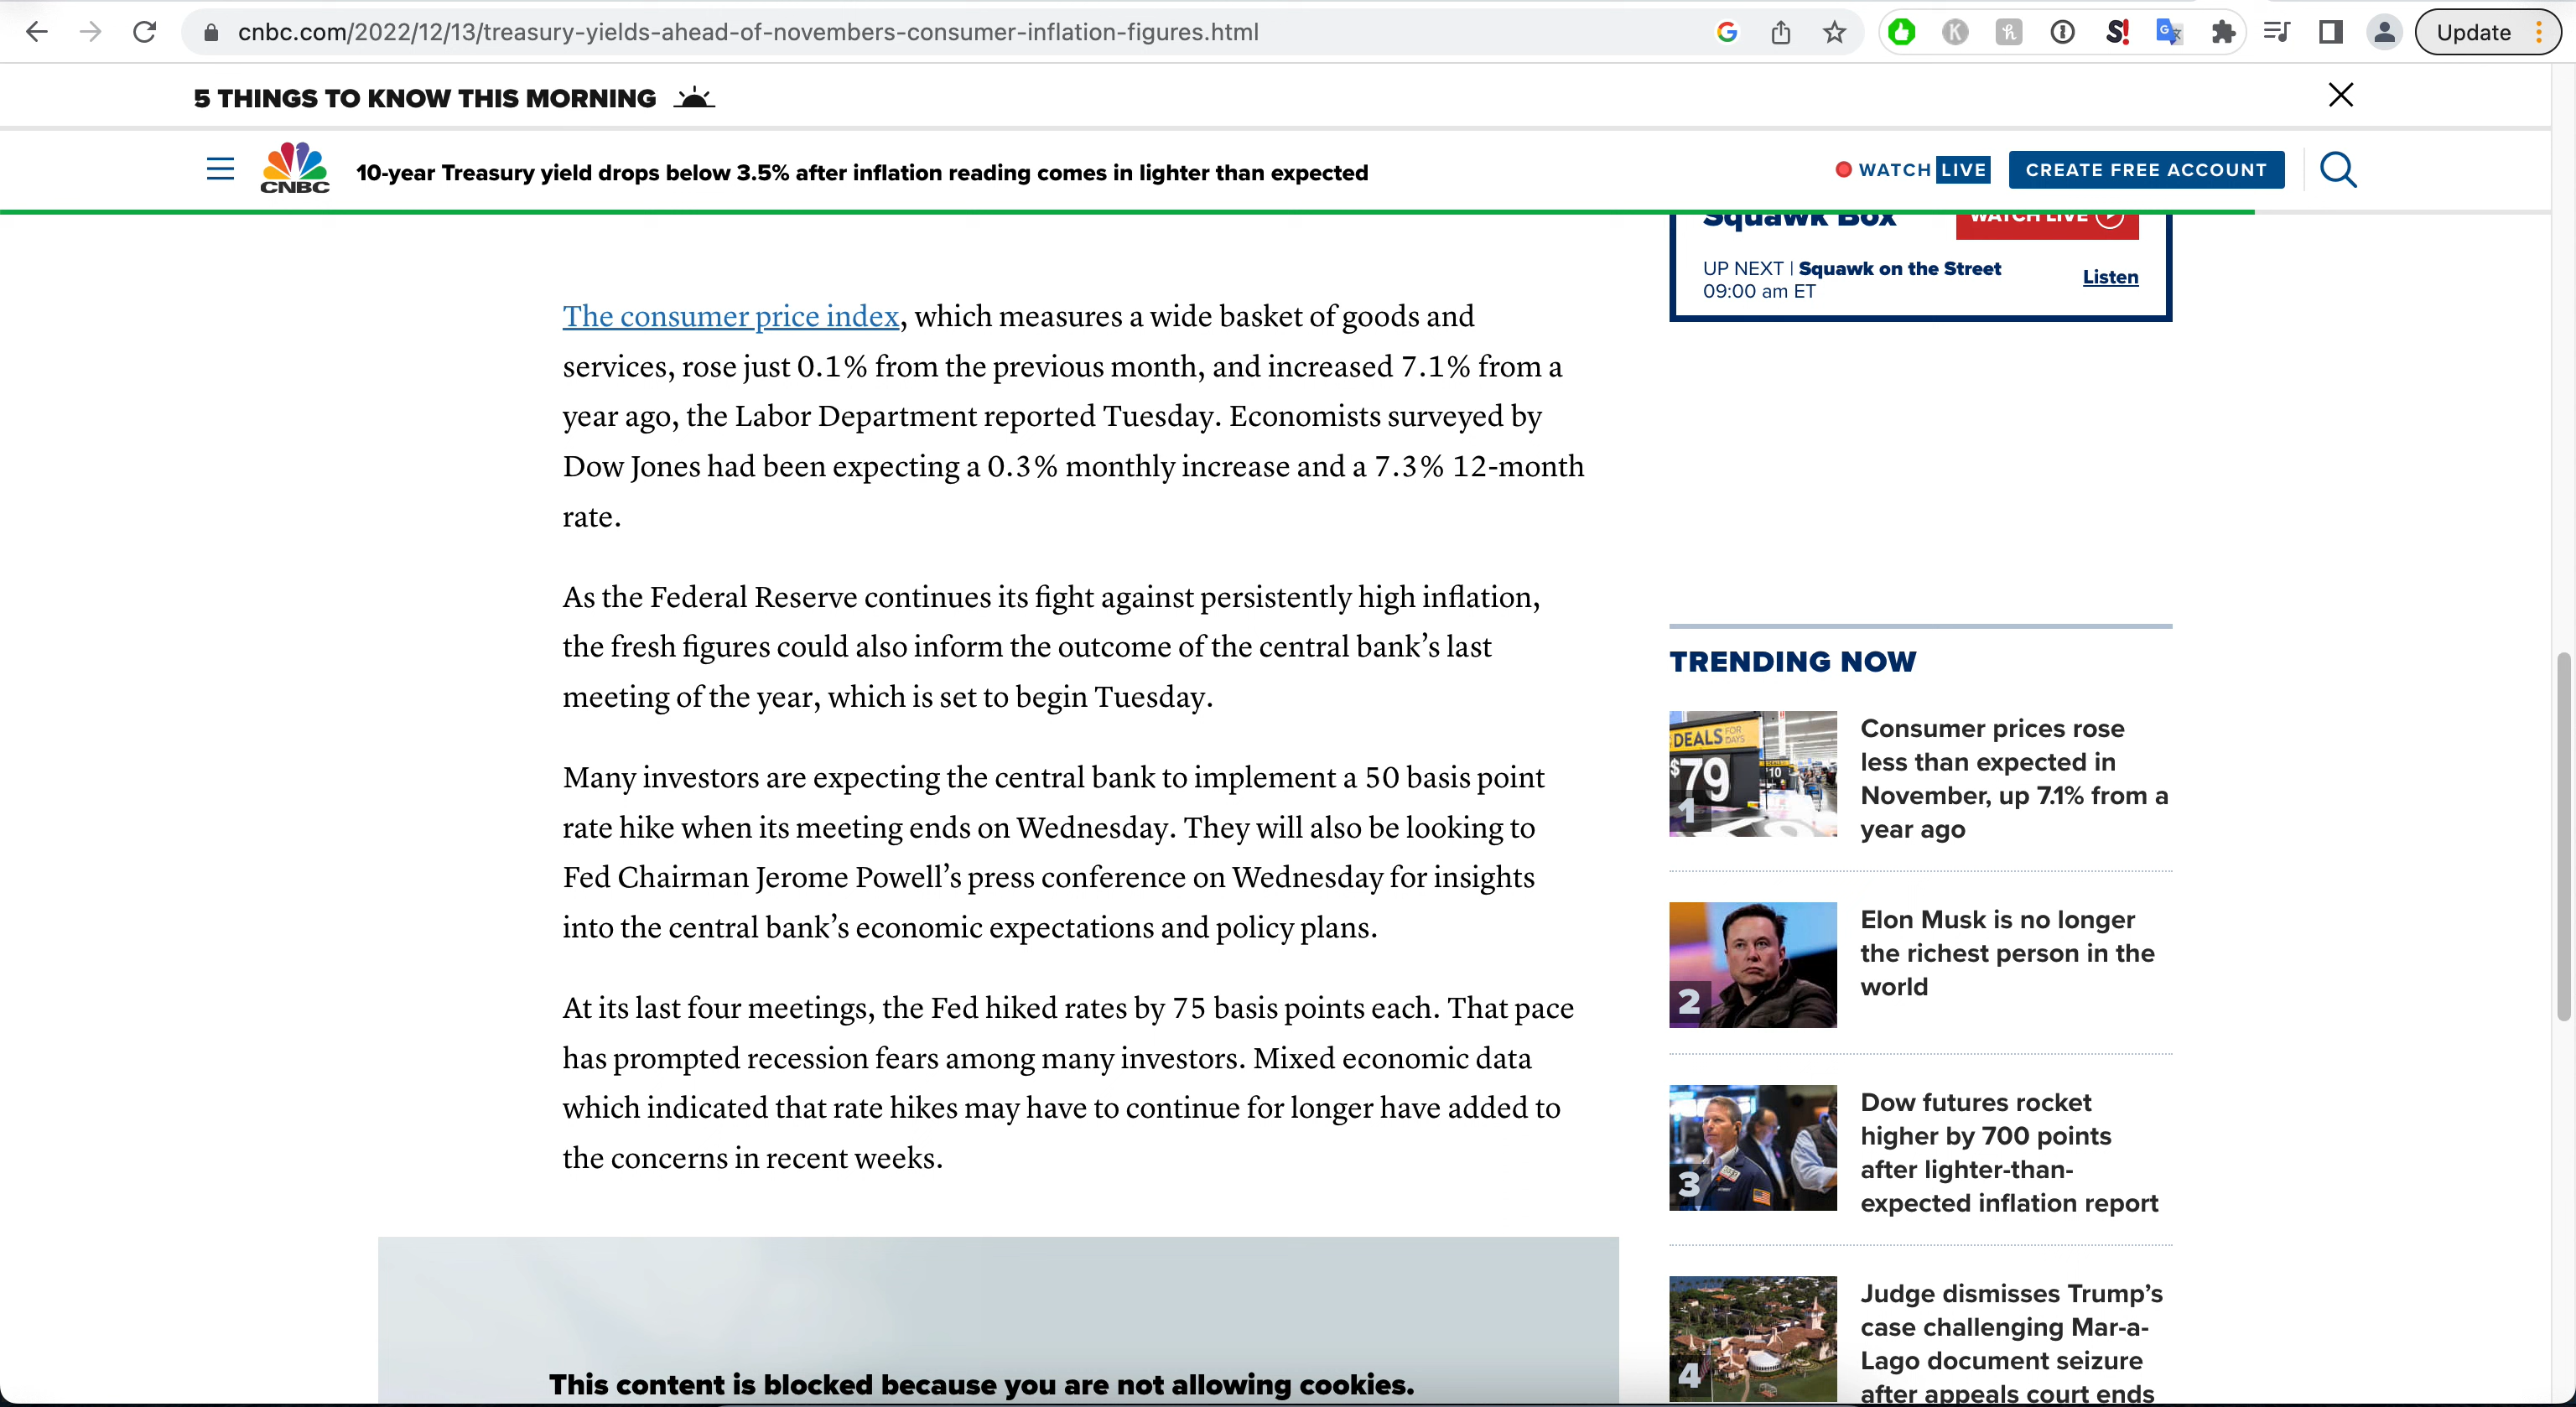 cnbc.com/2022/12/13/treasury-yields-ahead-of-novembers-consumer-inflation-figures.html
Update
5 THINGS TO KNOW THIS MORNING
CNBC
10-year Treasury yield drops below 3.5% after inflation reading comes in lighter than expected
WATCH LIVE
CREATE FREE ACCOUNT
Squawk Box
WATCH LIVE
UP NEXT | Squawk on the Street
09:00 am ET
Listen
The consumer price index, which measures a wide basket of goods and
services, rose just 0.1% from the previous month, and increased 7.1% from a
year ago, the Labor Department reported Tuesday. Economists surveyed by
Dow Jones had been expecting a 0.3% monthly increase and a 7.3% 12-month
rate.
As the Federal Reserve continues its fight against persistently high inflation,
the fresh figures could also inform the outcome of the central bank’s last
meeting of the year, which is set to begin Tuesday.
Many investors are expecting the central bank to implement a 50 basis point
rate hike when its meeting ends on Wednesday. They will also be looking to
Fed Chairman Jerome Powell’s press conference on Wednesday for insights
into the central bank’s economic expectations and policy plans.
At its last four meetings, the Fed hiked rates by 75 basis points each. That pace
has prompted recession fears among many investors. Mixed economic data
which indicated that rate hikes may have to continue for longer have added to
the concerns in recent weeks.
This content is blocked because you are not allowing cookies.
TRENDING NOW
DEALS FOR DAYS
$79
10
1
Consumer prices rose
less than expected in
November, up 7.1% from a
year ago
2
Elon Musk is no longer
the richest person in the
world
3
Dow futures rocket
higher by 700 points
after lighter-than-
expected inflation report
4
Judge dismisses Trump’s
case challenging Mar-a-
Lago document seizure
after appeals court ends